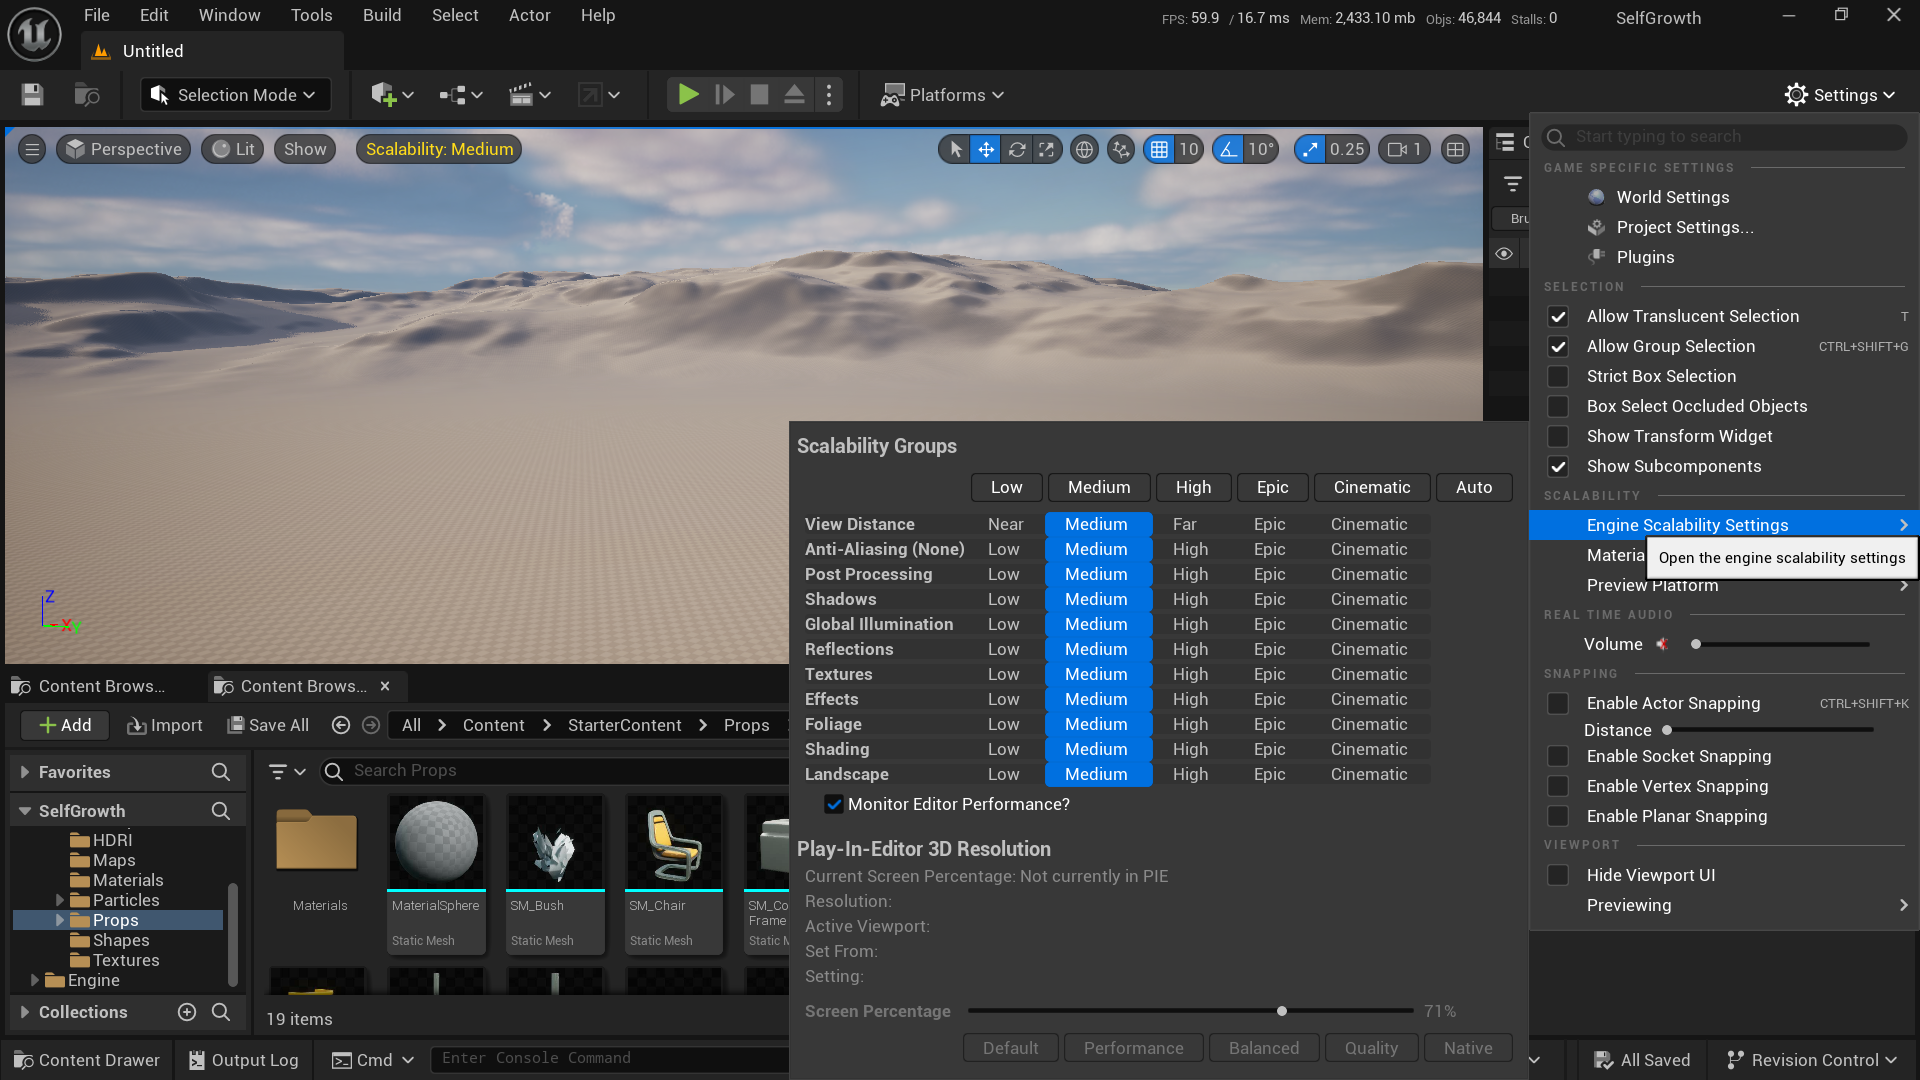 File Edit Window Tools Build Select Actor Help
FPS: 59.9 / 16.7 ms Mem: 2,433.10 mb Objs: 46,844 Stalls: 0
SelfGrowth
Untitled
Selection Mode
Platforms
Settings
Perspective Lit Show Scalability: Medium
10 10° 0.25 1
Z
X Y
Bru
Start typing to search
GAME SPECIFIC SETTINGS
World Settings
Project Settings...
Plugins
SELECTION
Allow Translucent Selection T
Allow Group Selection CTRL+SHIFT+G
Strict Box Selection
Box Select Occluded Objects
Show Transform Widget
Show Subcomponents
SCALABILITY
Engine Scalability Settings
Materia
Open the engine scalability settings
Preview Platform
REAL TIME AUDIO
Volume
SNAPPING
Enable Actor Snapping CTRL+SHIFT+K
Distance
Enable Socket Snapping
Enable Vertex Snapping
Enable Planar Snapping
VIEWPORT
Hide Viewport UI
Previewing
Scalability Groups
Low Medium High Epic Cinematic Auto
View Distance Near Medium Far Epic Cinematic
Anti-Aliasing (None) Low Medium High Epic Cinematic
Post Processing Low Medium High Epic Cinematic
Shadows Low Medium High Epic Cinematic
Global Illumination Low Medium High Epic Cinematic
Reflections Low Medium High Epic Cinematic
Textures Low Medium High Epic Cinematic
Effects Low Medium High Epic Cinematic
Foliage Low Medium High Epic Cinematic
Shading Low Medium High Epic Cinematic
Landscape Low Medium High Epic Cinematic
Monitor Editor Performance?
Play-In-Editor 3D Resolution
Current Screen Percentage: Not currently in PIE
Resolution:
Active Viewport:
Set From:
Setting:
Screen Percentage 71%
Default Performance Balanced Quality Native
Content Brows... Content Brows...
Add Import Save All All Content StarterContent Props
Favorites
SelfGrowth
HDRI
Maps
Materials
Particles
Props
Shapes
Textures
Engine
Collections
Search Props
Materials
MaterialSphere
Static Mesh
SM_Bush
Static Mesh
SM_Chair
Static Mesh
SM_Co
Frame
Static M
19 items
Content Drawer Output Log Cmd Enter Console Command
All Saved Revision Control